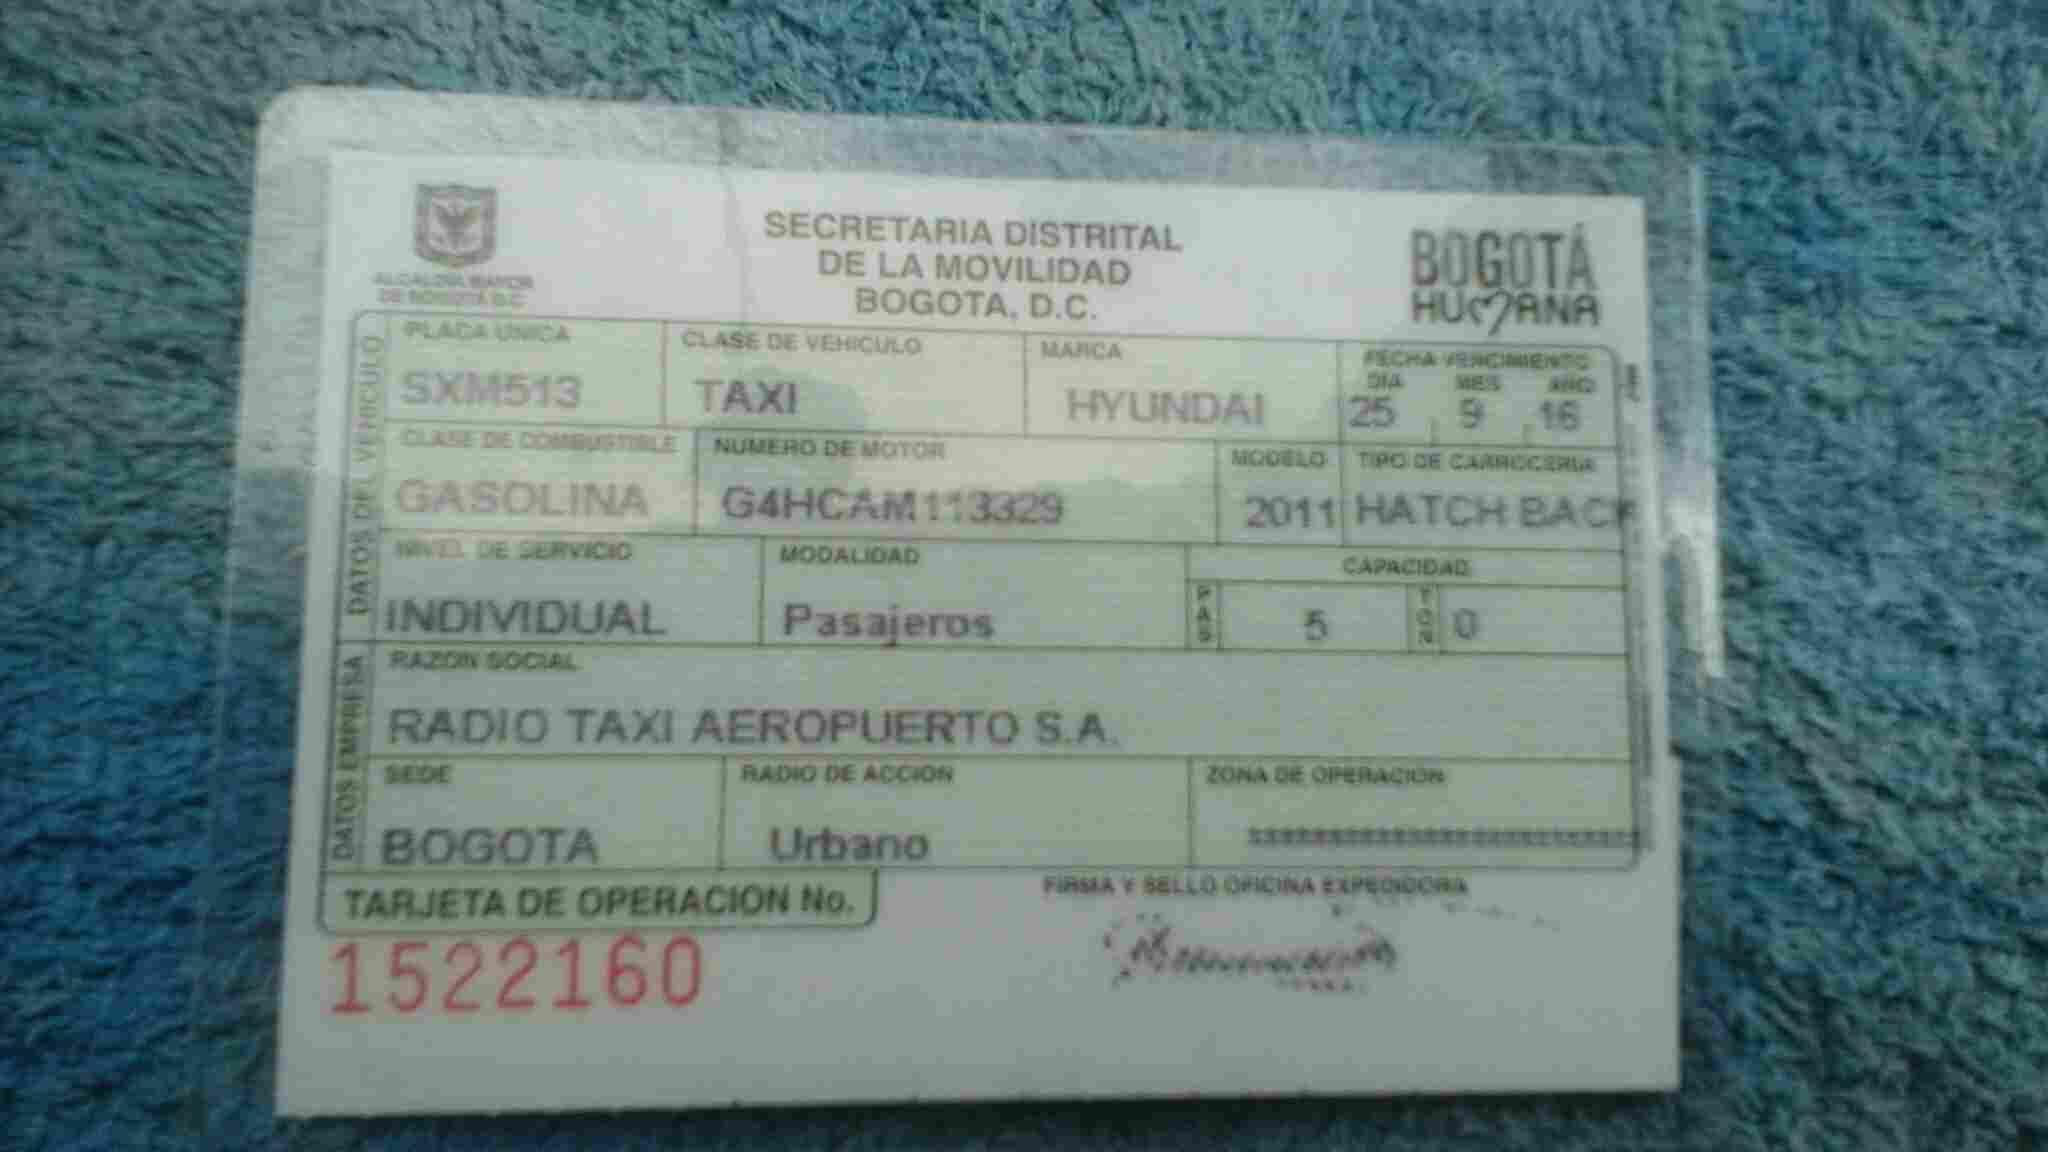 ALCALDIA MAYOR
DE BOGOTA D.C.
SECRETARIA DISTRITAL
DE LA MOVILIDAD
BOGOTA, D.C.
BOGOTÁ
HUMANA
DATOS DEL VEHICULO
PLACA UNICA
SXM513
CLASE DE VEHICULO
TAXI
MARCA
HYUNDAI
FECHA VENCIMIENTO
DIA MES AÑO
25 9 16
CLASE DE COMBUSTIBLE
GASOLINA
NUMERO DE MOTOR
G4HCAM113329
MODELO
2011
TIPO DE CARROCERIA
HATCH BACK
NIVEL DE SERVICIO
INDIVIDUAL
MODALIDAD
Pasajeros
CAPACIDAD
PAS 5 TON 0
DATOS EMPRESA
RAZON SOCIAL
RADIO TAXI AEROPUERTO S.A.
SEDE
BOGOTA
RADIO DE ACCION
Urbano
ZONA DE OPERACION
TARJETA DE OPERACION No.
1522160
FIRMA Y SELLO OFICINA EXPEDIDORA